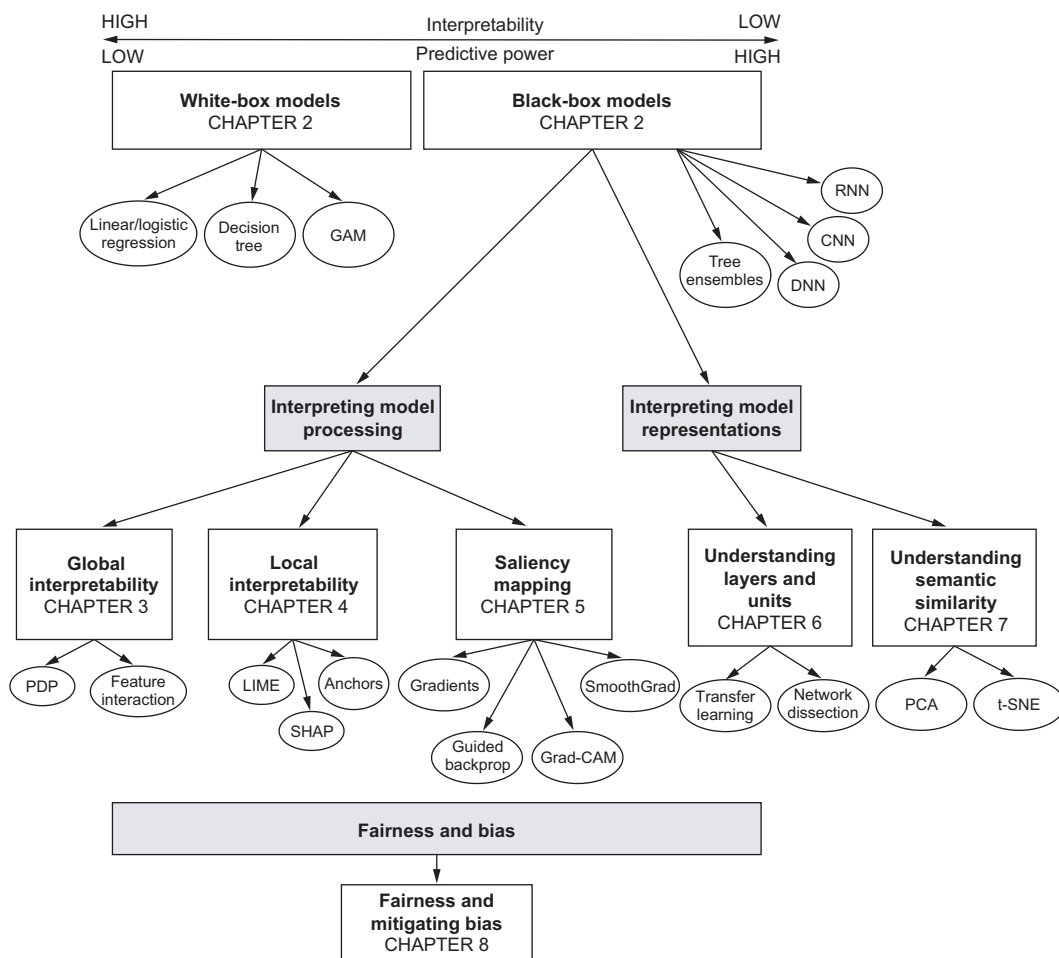 HIGH
Interpretability
LOW
LOW
Predictive power
HIGH
White-box models
CHAPTER 2
Black-box models
CHAPTER 2
Linear/logistic
regression
Decision
tree
GAM
Tree
ensembles
DNN
CNN
RNN
Interpreting model
processing
Interpreting model
representations
Global
interpretability
CHAPTER 3
Local
interpretability
CHAPTER 4
Saliency
mapping
CHAPTER 5
Understanding
layers and
units
CHAPTER 6
Understanding
semantic
similarity
CHAPTER 7
PDP
Feature
interaction
LIME
SHAP
Anchors
Gradients
Guided
backprop
Grad-CAM
SmoothGrad
Transfer
learning
Network
dissection
PCA
t-SNE
Fairness and bias
Fairness and
mitigating bias
CHAPTER 8